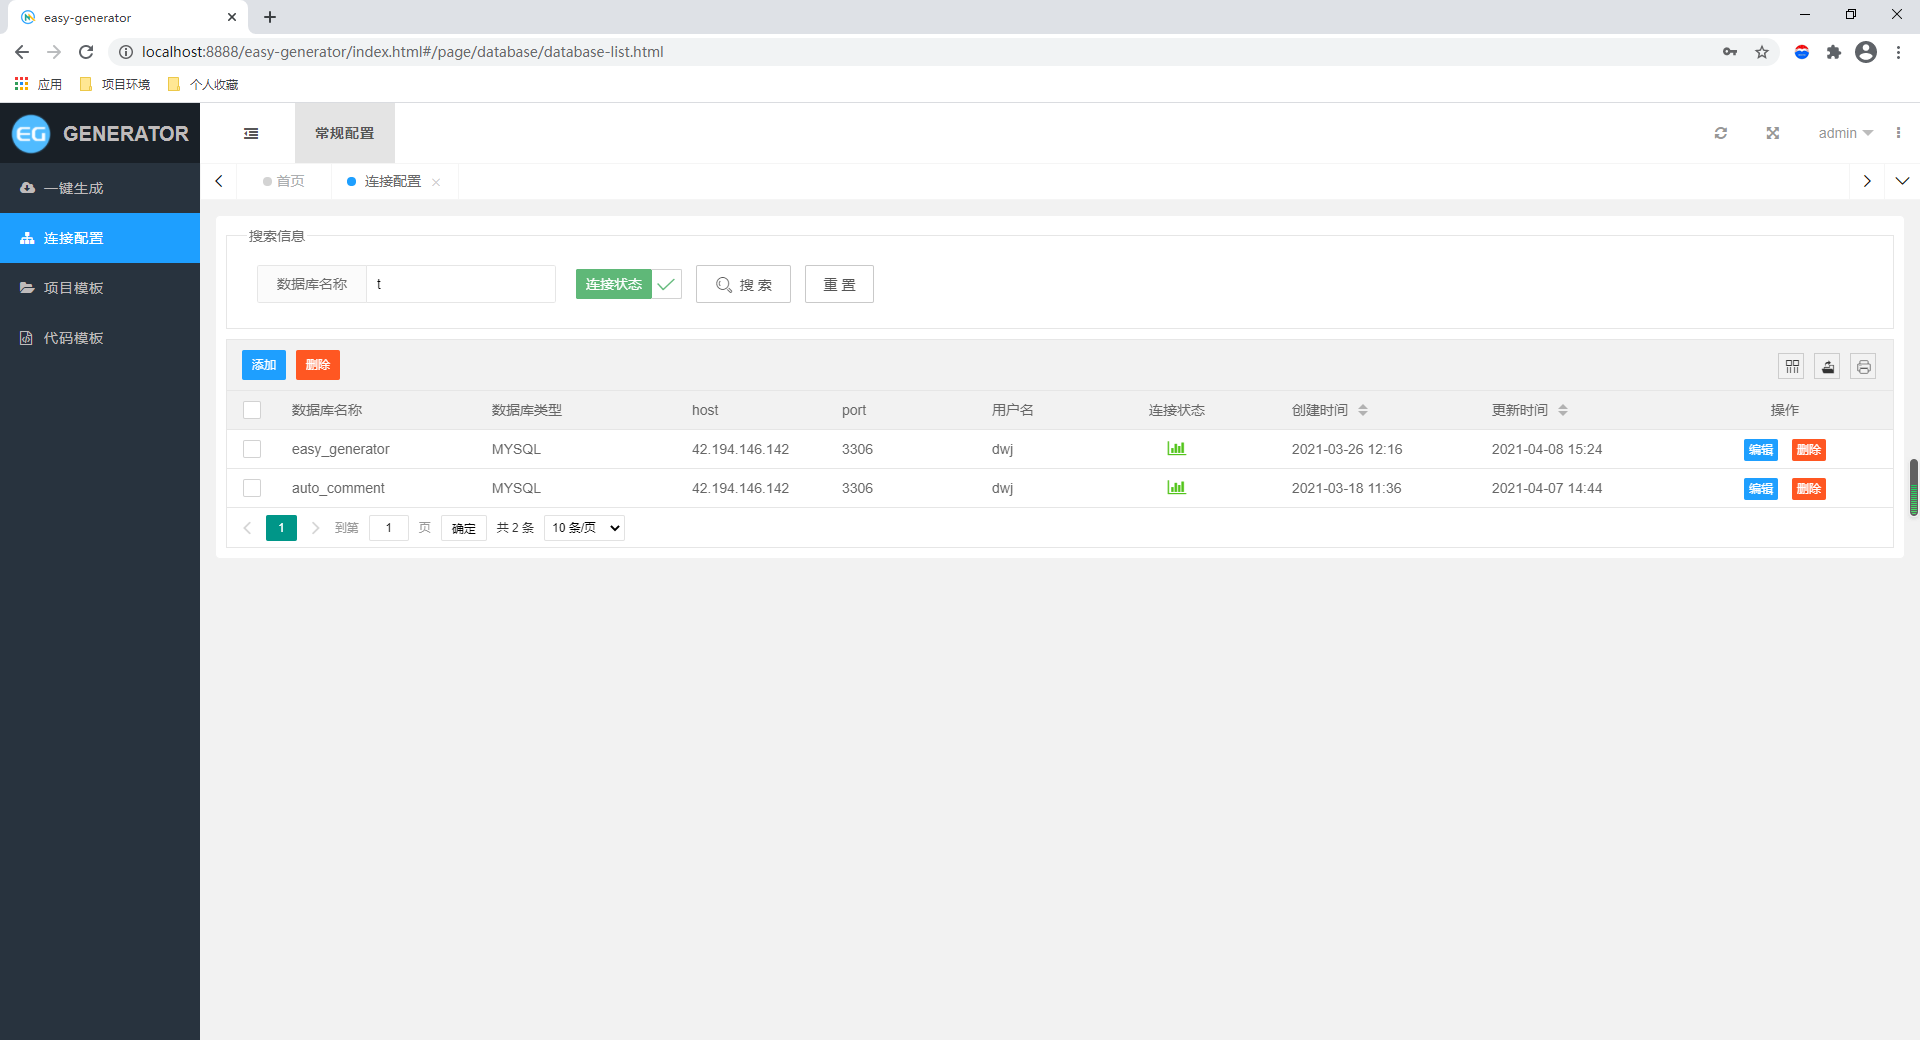 easy-generator
localhost:8888/easy-generator/index.html#/page/database/database-list.html
应用 项目环境 个人收藏
EG GENERATOR
常规配置
admin
一键生成
连接配置
项目模板
代码模板
首页 连接配置
搜索信息
数据库名称 t 连接状态 搜 索 重 置
添加 删除
数据库名称 数据库类型 host port 用户名 连接状态 创建时间 更新时间 操作
easy_generator MYSQL 42.194.146.142 3306 dwj 2021-03-26 12:16 2021-04-08 15:24 编辑 删除
auto_comment MYSQL 42.194.146.142 3306 dwj 2021-03-18 11:36 2021-04-07 14:44 编辑 删除
1 到第 1 页 确定 共 2 条 10 条/页